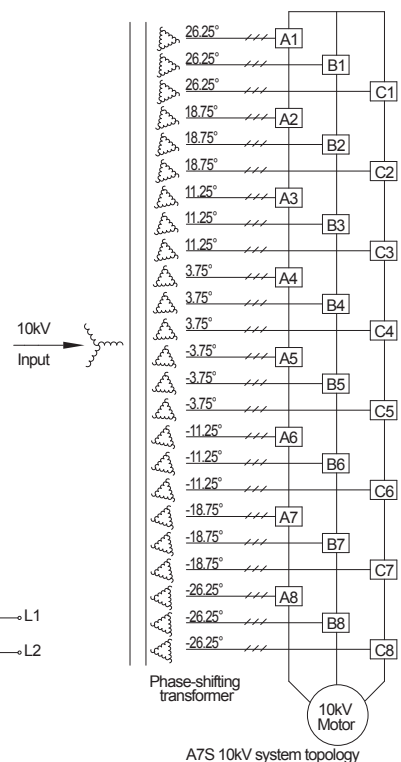 26.25° A1
26.25° B1
26.25° C1
18.75° A2
18.75° B2
18.75° C2
11.25° A3
11.25° B3
11.25° C3
3.75° A4
3.75° B4
3.75° C4
10kV
Input
-3.75° A5
-3.75° B5
-3.75° C5
-11.25° A6
-11.25° B6
-11.25° C6
-18.75° A7
-18.75° B7
-18.75° C7
-26.25° A8
L1
-26.25° B8
L2
-26.25° C8
Phase-shifting
transformer
10kV
Motor
A7S 10kV system topology